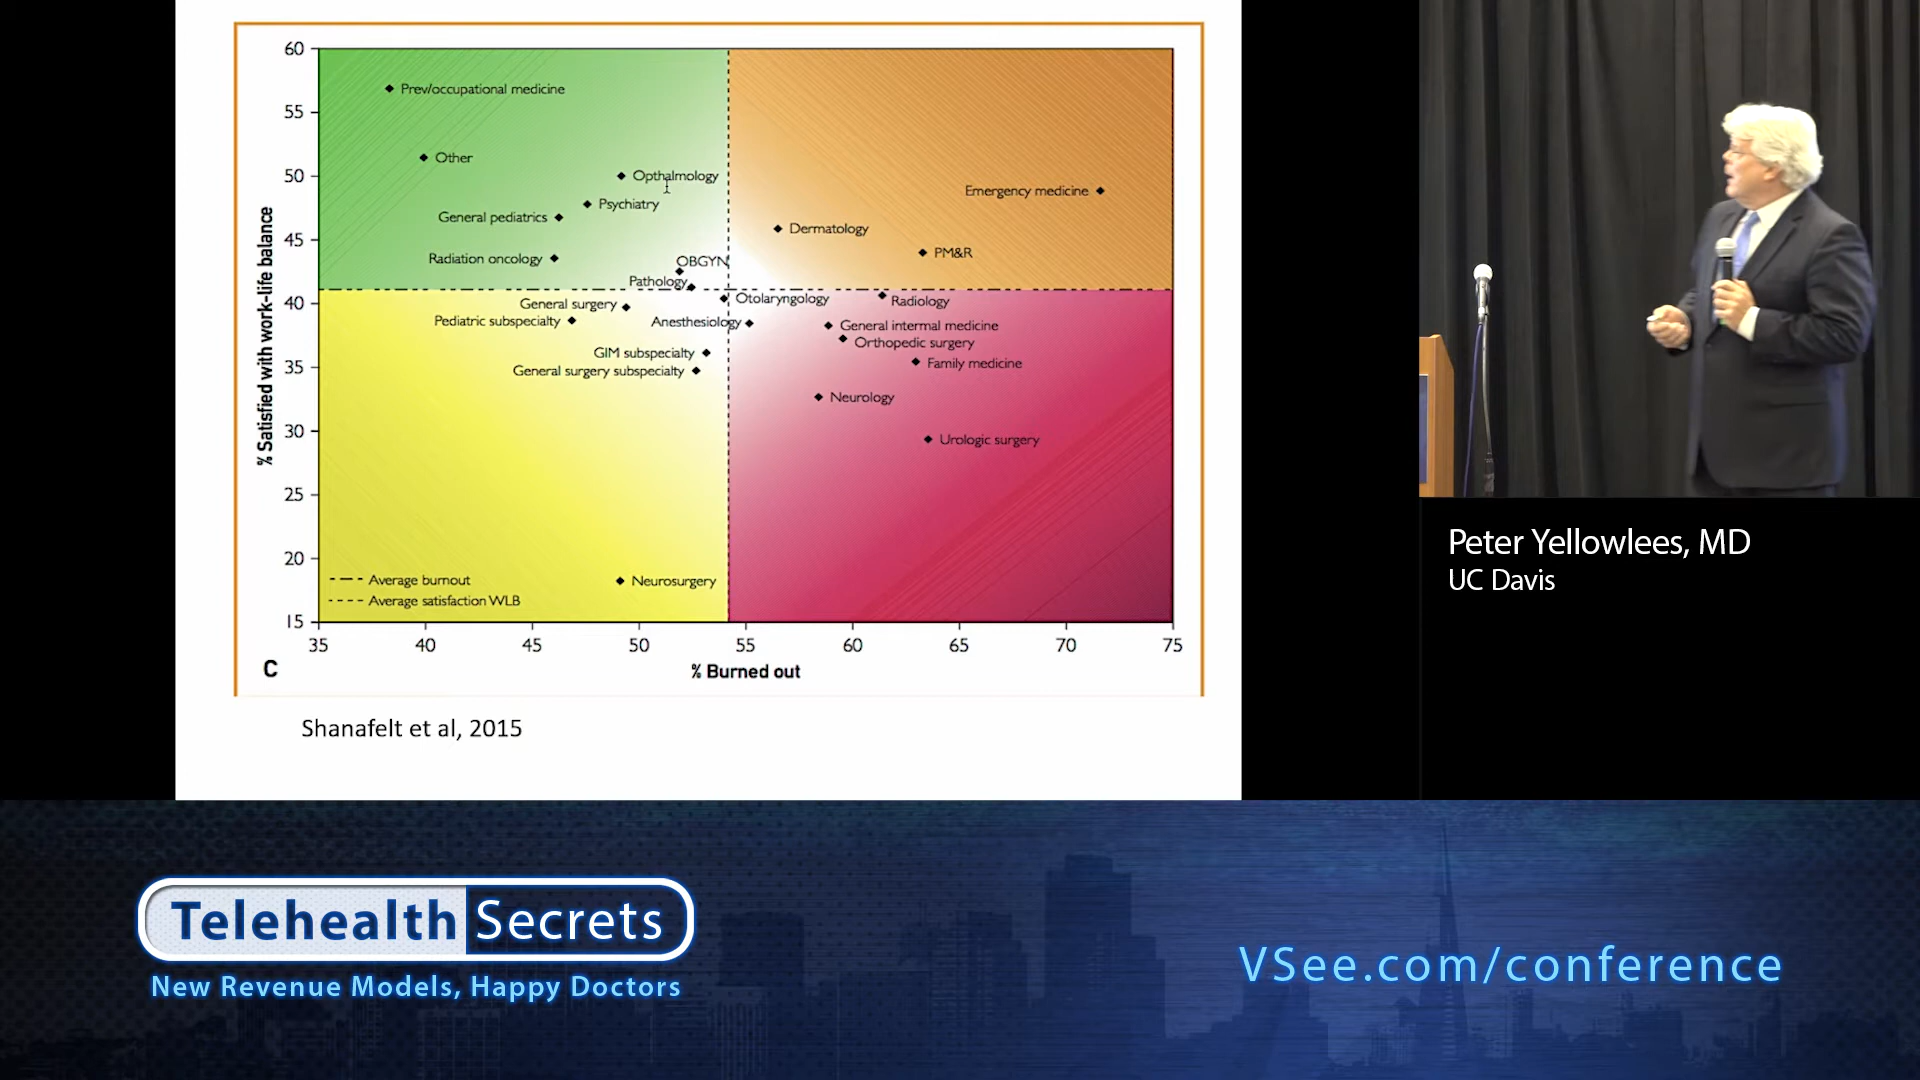 60
55
50
45
40
35
30
25
20
15
% Satisfied with work-life balance
Prev/occupational medicine
Other
Opthalmology
Psychiatry
General pediatrics
Radiation oncology
OBGYN
Pathology
Emergency medicine
Dermatology
PM&R
General surgery
Pediatric subspecialty
Otolaryngology
Anesthesiology
GIM subspecialty
General surgery subspecialty
Radiology
General intermal medicine
Orthopedic surgery
Family medicine
Neurology
Urologic surgery
Neurosurgery
Average burnout
Average satisfaction WLB
35 40 45 50 55 60 65 70 75
C
% Burned out
Shanafelt et al, 2015
Peter Yellowlees, MD
UC Davis
Telehealth Secrets
New Revenue Models, Happy Doctors
VSee.com/conference